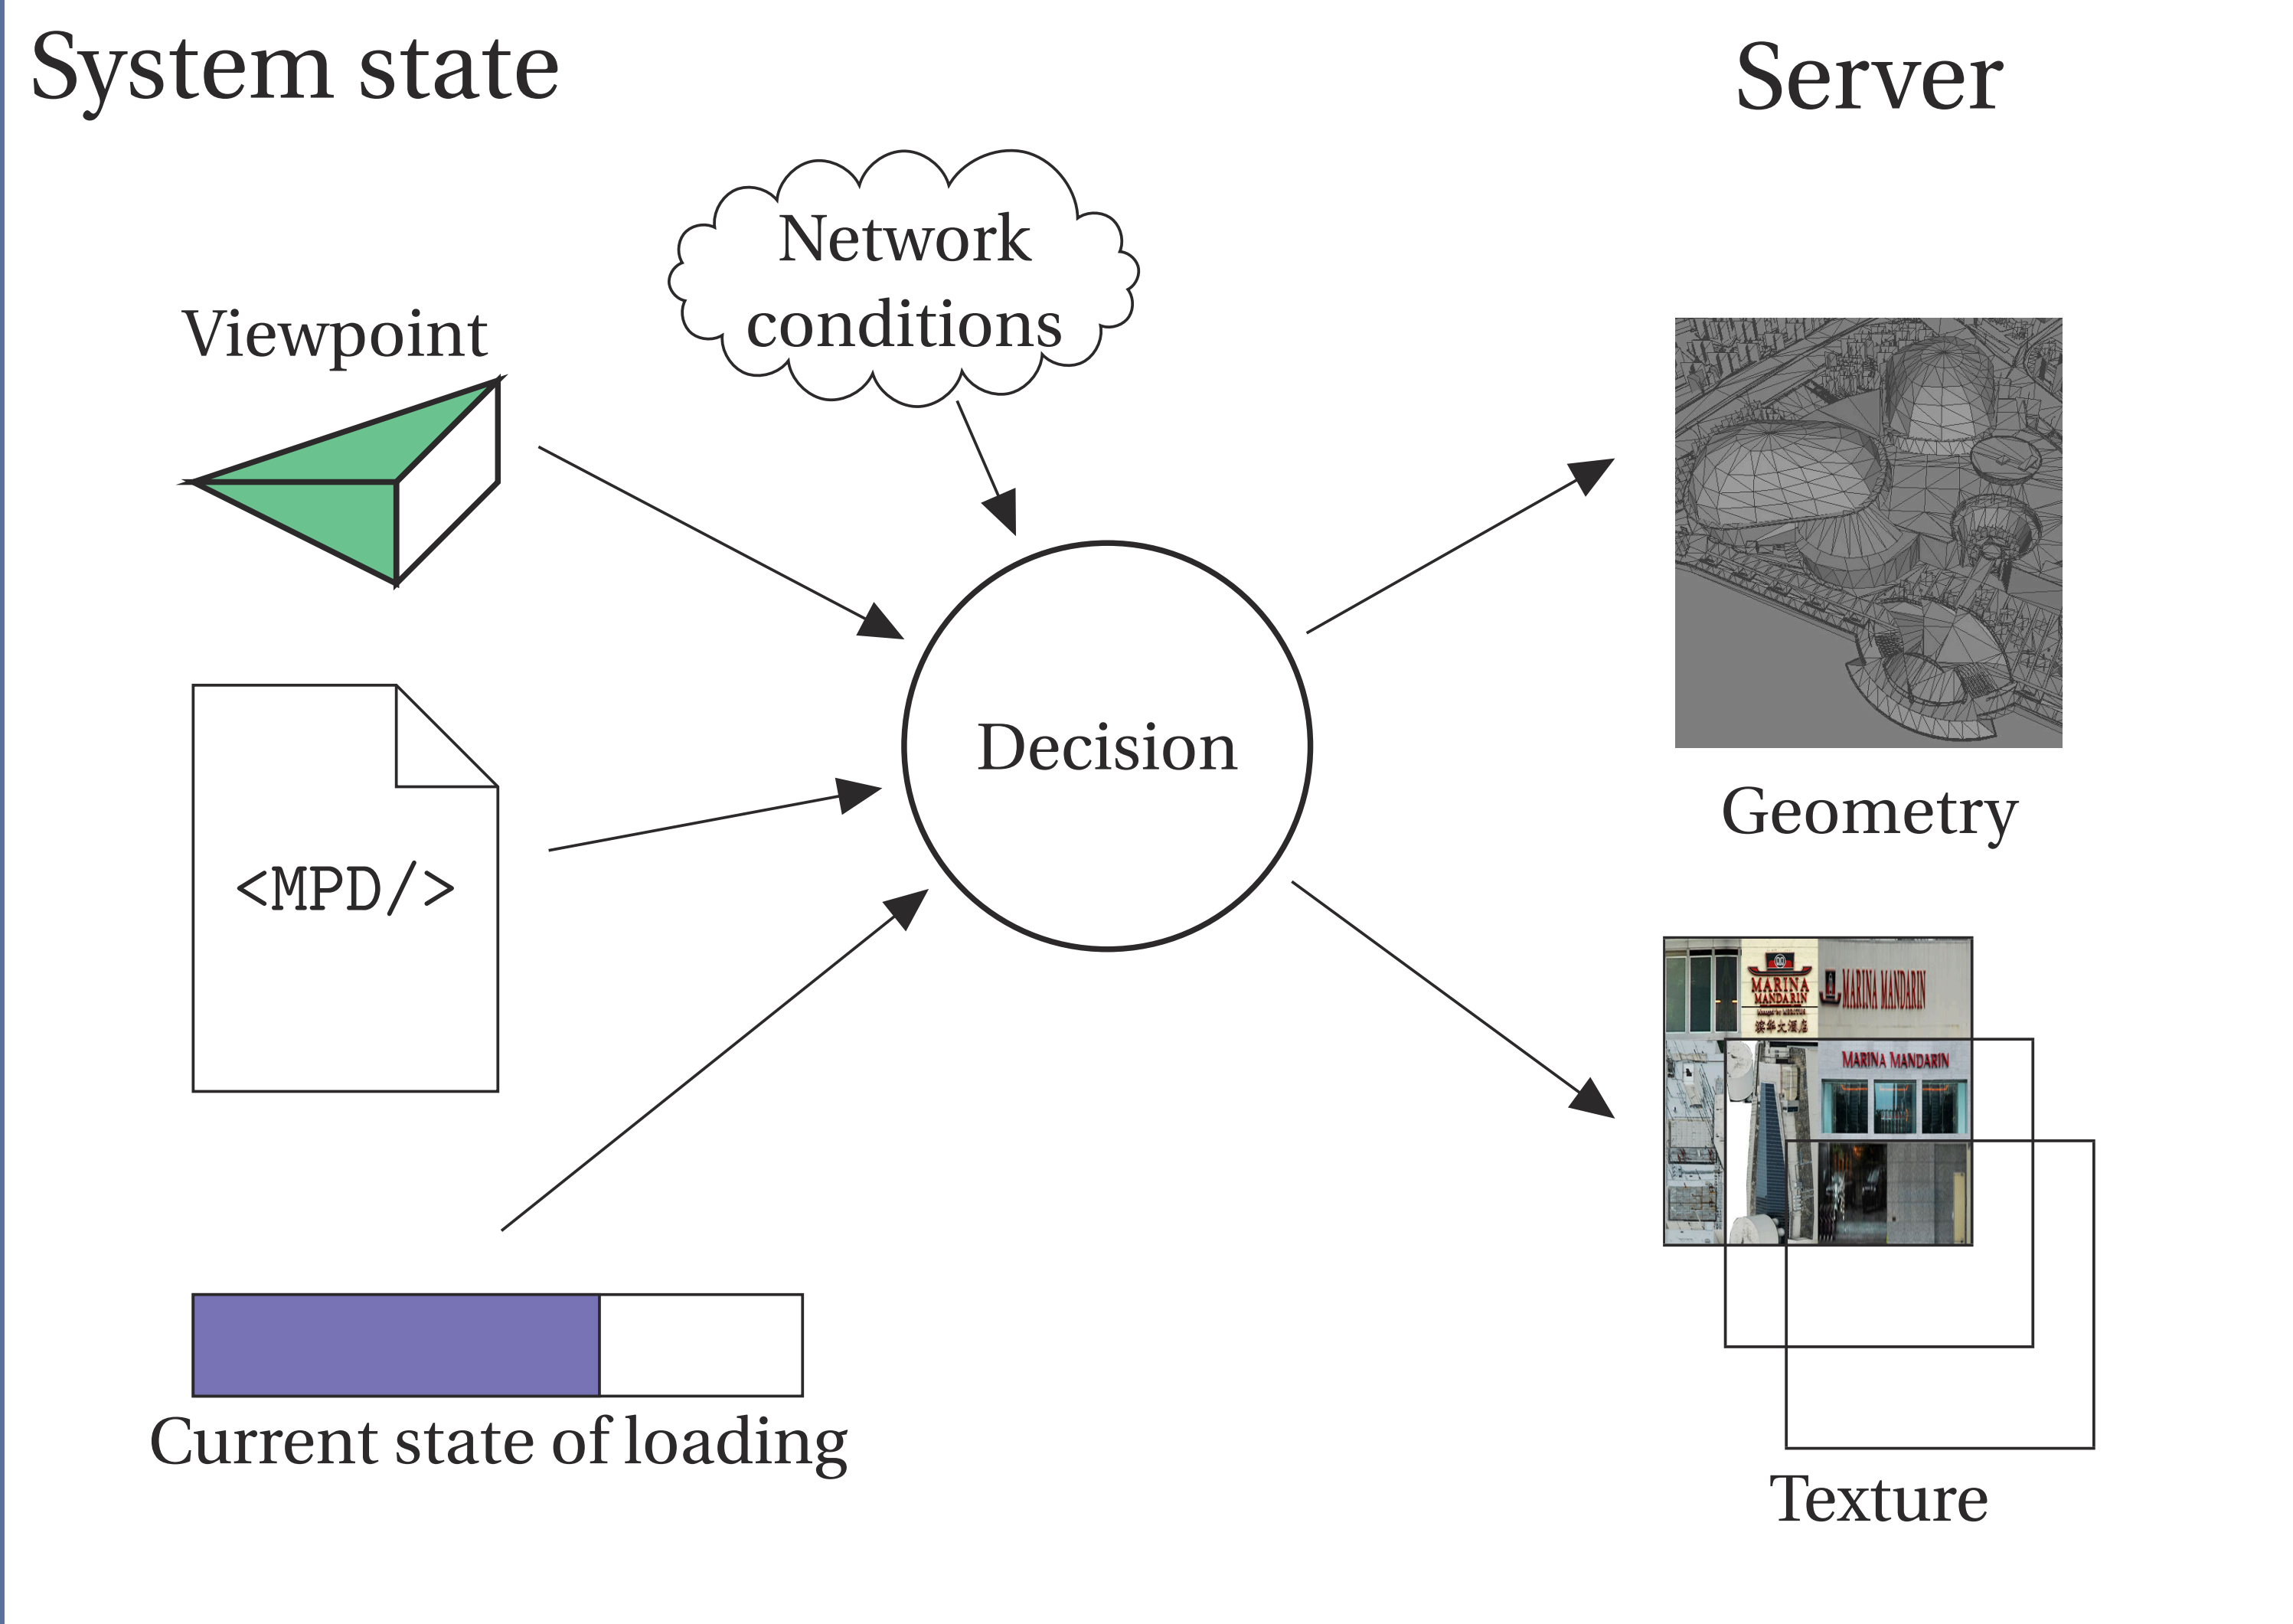 System state
Server
Network
conditions
Viewpoint
Decision
<MPD/>
Geometry
MARINA
MANDARIN
MARINA MANDARIN
MARINA MANDARIN
Current state of loading
Texture